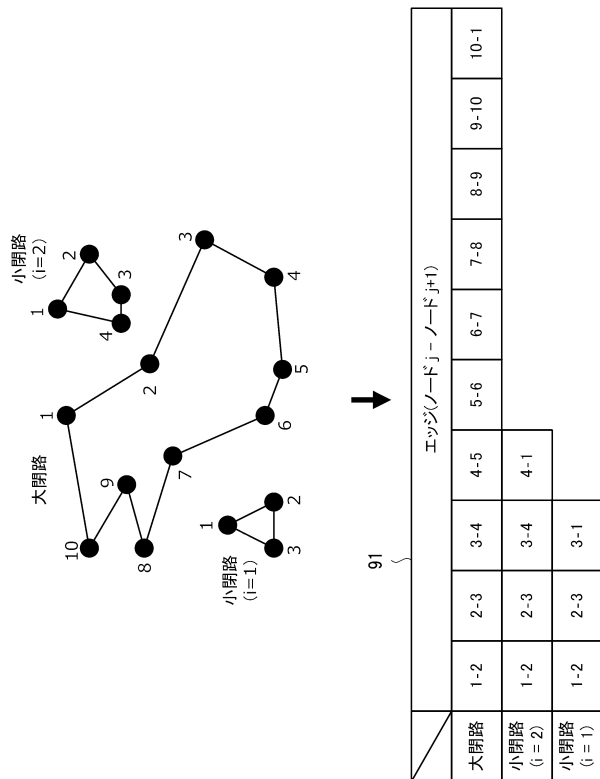 大閉路
1
2
3
4
5
6
7
8
9
10
小閉路
(i=2)
1
2
3
4
小閉路
(i=1)
1
2
3
91
エッジ(ノード j − ノード j+1)
大閉路 1-2 2-3 3-4 4-5 5-6 6-7 7-8 8-9 9-10 10-1
小閉路
(i = 2) 1-2 2-3 3-4 4-1
小閉路
(i = 1) 1-2 2-3 3-1